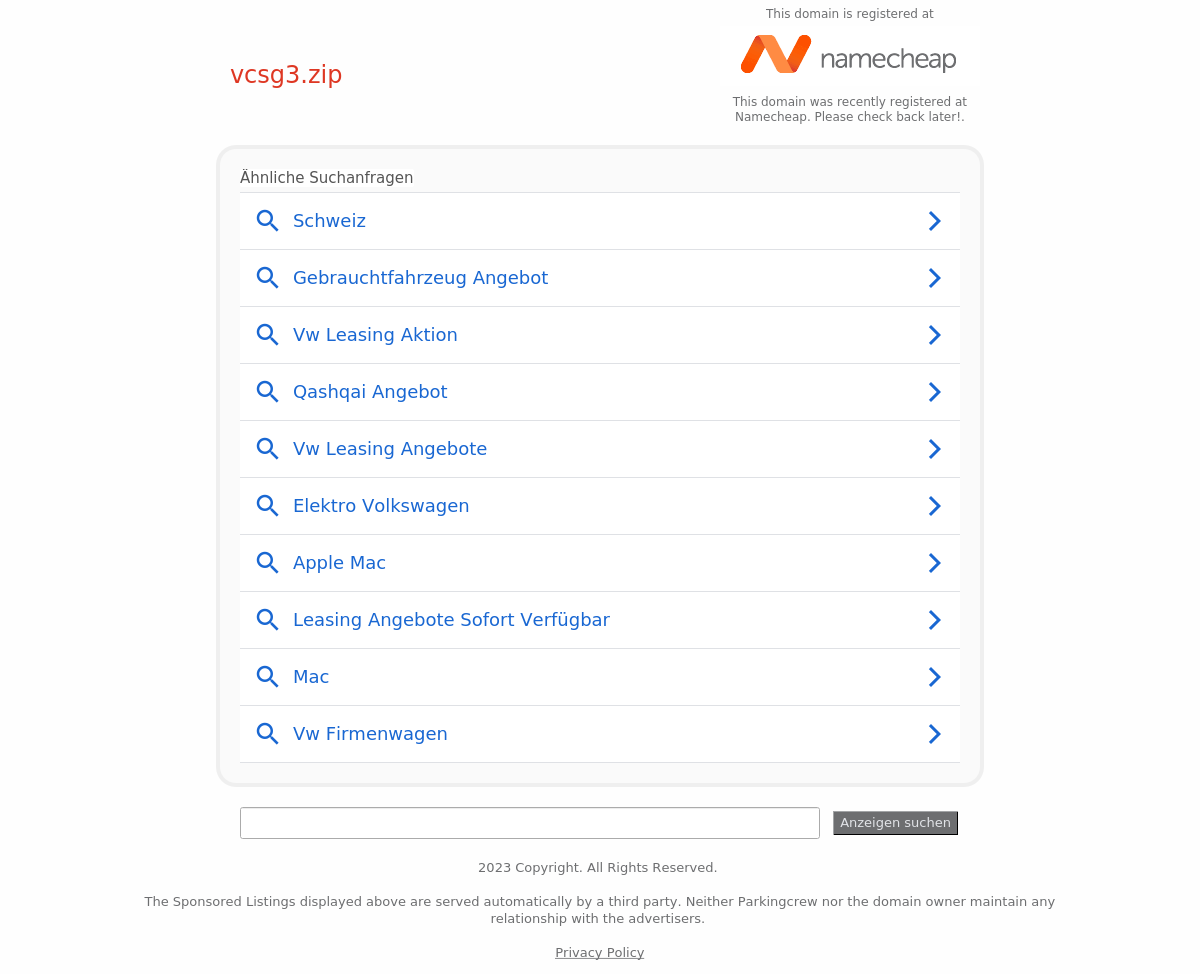 This domain is registered at
namecheap
vcsg3.zip
This domain was recently registered at
Namecheap. Please check back later!.
Ähnliche Suchanfragen
Schweiz
Gebrauchtfahrzeug Angebot
Vw Leasing Aktion
Qashqai Angebot
Vw Leasing Angebote
Elektro Volkswagen
Apple Mac
Leasing Angebote Sofort Verfügbar
Mac
Vw Firmenwagen
Anzeigen suchen
2023 Copyright. All Rights Reserved.
The Sponsored Listings displayed above are served automatically by a third party. Neither Parkingcrew nor the domain owner maintain any
relationship with the advertisers.
Privacy Policy